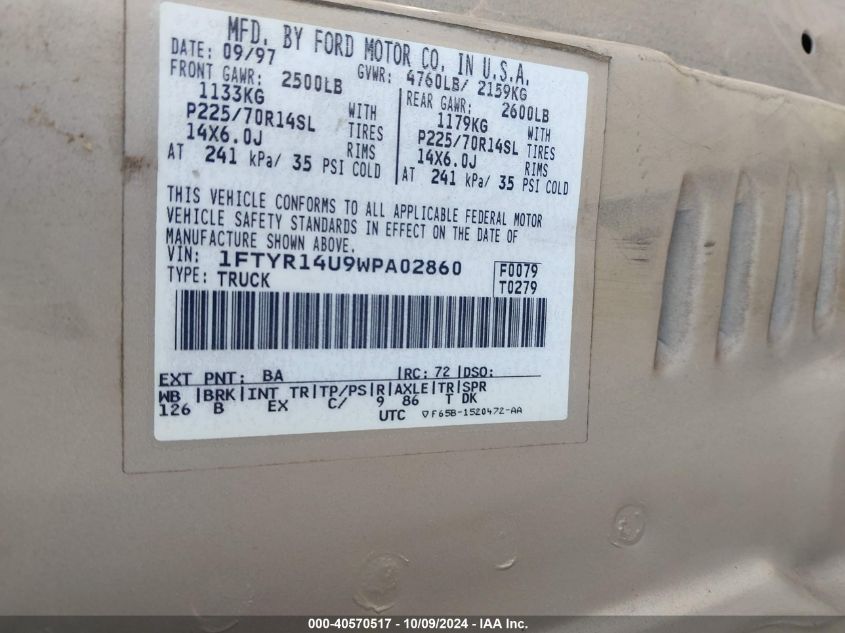 MFD. BY FORD MOTOR CO. IN U.S.A.
DATE: 09/97 GVWR: 4760LB/ 2159KG
FRONT GAWR: 2500LB REAR GAWR: 2600LB
1133KG WITH 1179KG WITH
P225/70R14SL TIRES P225/70R14SL TIRES
14X6.0J RIMS 14X6.0J RIMS
AT 241 kPa/ 35 PSI COLD AT 241 kPa/ 35 PSI COLD
THIS VEHICLE CONFORMS TO ALL APPLICABLE FEDERAL MOTOR
VEHICLE SAFETY STANDARDS IN EFFECT ON THE DATE OF
MANUFACTURE SHOWN ABOVE.
VIN: 1FTYR14U9WPA02860 F0079
TYPE: TRUCK T0279
EXT PNT: BA RC: 72 DSO:
WB BRK INT TR TP/PS R AXLE TR SPR
126 B EX C/ 9 86 T DK
UTC ▽F65B-1520472-AA
000-40570517 - 10/09/2024 - IAA Inc.